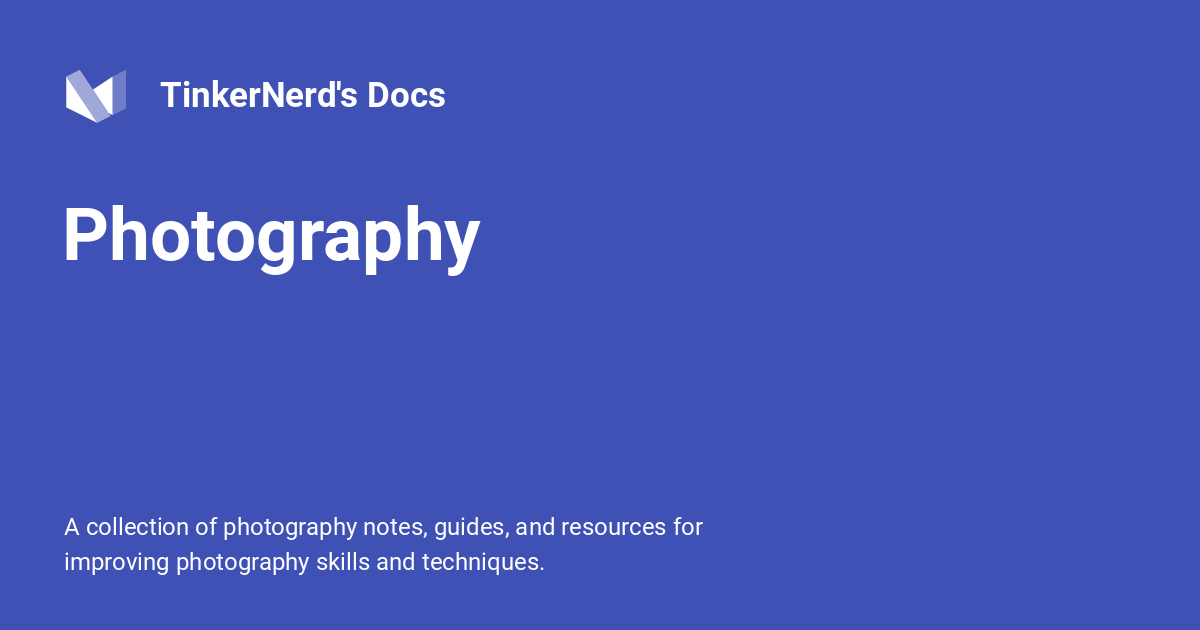 TinkerNerd's Docs
Photography
A collection of photography notes, guides, and resources for
improving photography skills and techniques.